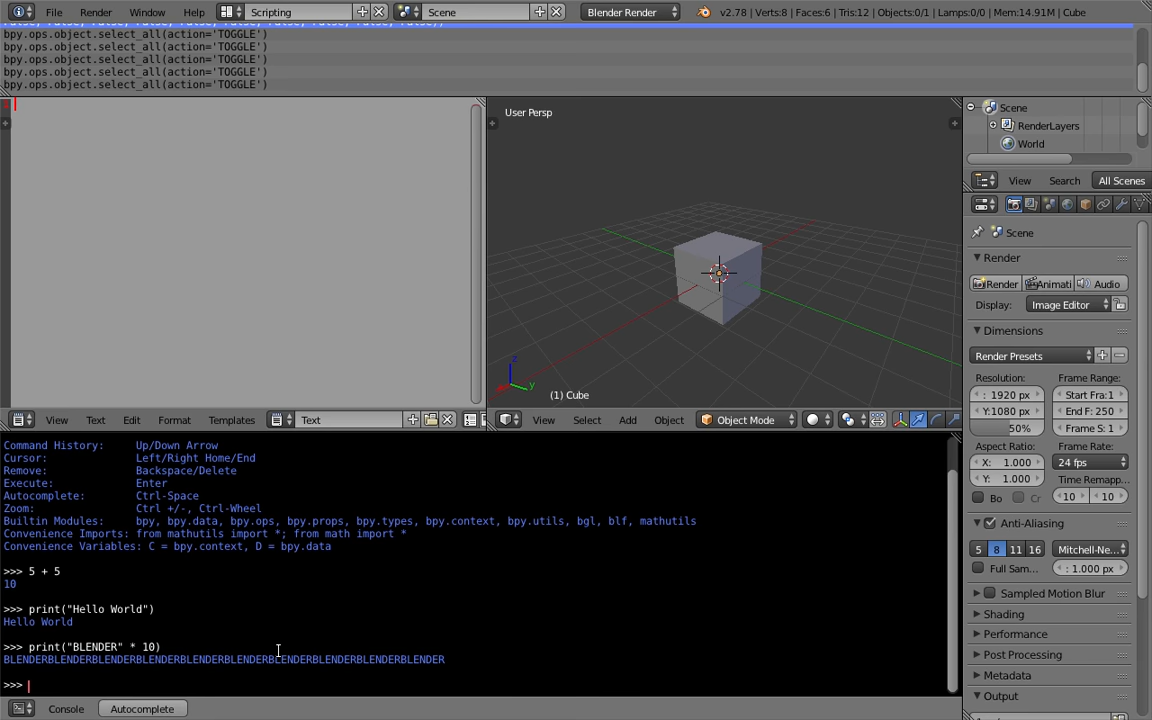 File Render Window Help Scripting Scene Blender Render v2.78 | Verts:8 | Faces:6 | Tris:12 | Objects:0/1 | Lamps:0/0 | Mem:14.91M | Cube
bpy.ops.object.select_all(action='TOGGLE')
bpy.ops.object.select_all(action='TOGGLE')
bpy.ops.object.select_all(action='TOGGLE')
bpy.ops.object.select_all(action='TOGGLE')
bpy.ops.object.select_all(action='TOGGLE')
User Persp
z
y
(1) Cube
View Text Edit Format Templates Text
View Select Add Object Object Mode
Scene
RenderLayers
World
View Search All Scenes
Scene
Render
Render Animati Audio
Display: Image Editor
Dimensions
Render Presets
Resolution: Frame Range:
: 1920 px Start Fra:1
Y:1080 px End F: 250
50% Frame S: 1
Aspect Ratio: Frame Rate:
X: 1.000 24 fps
Y: 1.000 Time Remapp...
Bo Cr 10 10
Anti-Aliasing
5 8 11 16 Mitchell-Ne...
Full Sam... : 1.000 px
Sampled Motion Blur
Shading
Performance
Post Processing
Metadata
Output
Command History: Up/Down Arrow
Cursor: Left/Right Home/End
Remove: Backspace/Delete
Execute: Enter
Autocomplete: Ctrl-Space
Zoom: Ctrl +/-, Ctrl-Wheel
Builtin Modules: bpy, bpy.data, bpy.ops, bpy.props, bpy.types, bpy.context, bpy.utils, bgl, blf, mathutils
Convenience Imports: from mathutils import *; from math import *
Convenience Variables: C = bpy.context, D = bpy.data
>>> 5 + 5
10
>>> print("Hello World")
Hello World
>>> print("BLENDER" * 10)
BLENDERBLENDERBLENDERBLENDERBLENDERBLENDERBLENDERBLENDERBLENDERBLENDER
>>>
Console Autocomplete